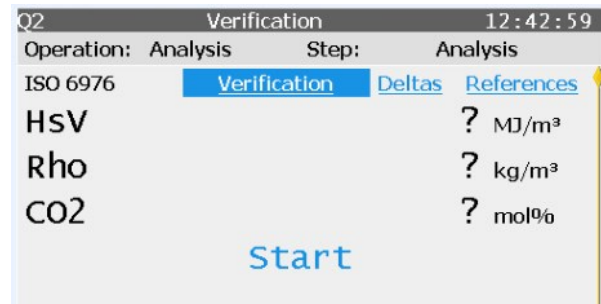 Q2 Verification 12:42:59
Operation: Analysis Step: Analysis
ISO 6976 Verification Deltas References
HsV ? MJ/m³
Rho ? kg/m³
CO2 ? mol%
Start